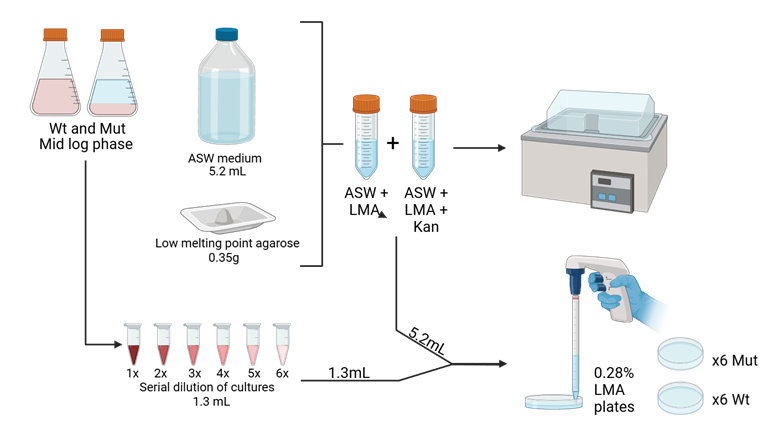 Wt and Mut
Mid log phase
ASW medium
5.2 mL
Low melting point agarose
0.35g
ASW +
LMA
+
ASW +
LMA +
Kan
1x 2x 3x 4x 5x 6x
Serial dilution of cultures
1.3 mL
1.3mL
5.2mL
0.28%
LMA
plates
x6 Mut
x6 Wt